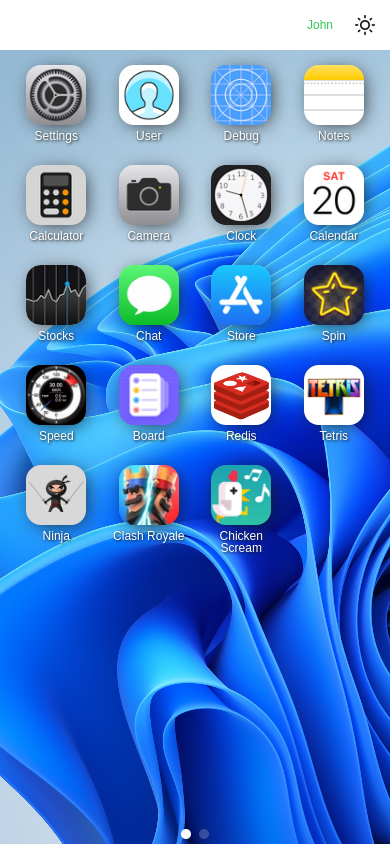 John
Settings
User
Debug
Notes
SAT
20
Calculator
Camera
Clock
Calendar
Stocks
Chat
Store
Spin
Speed
Board
Redis
TETRIS
Tetris
Ninja
Clash Royale
Chicken
Scream